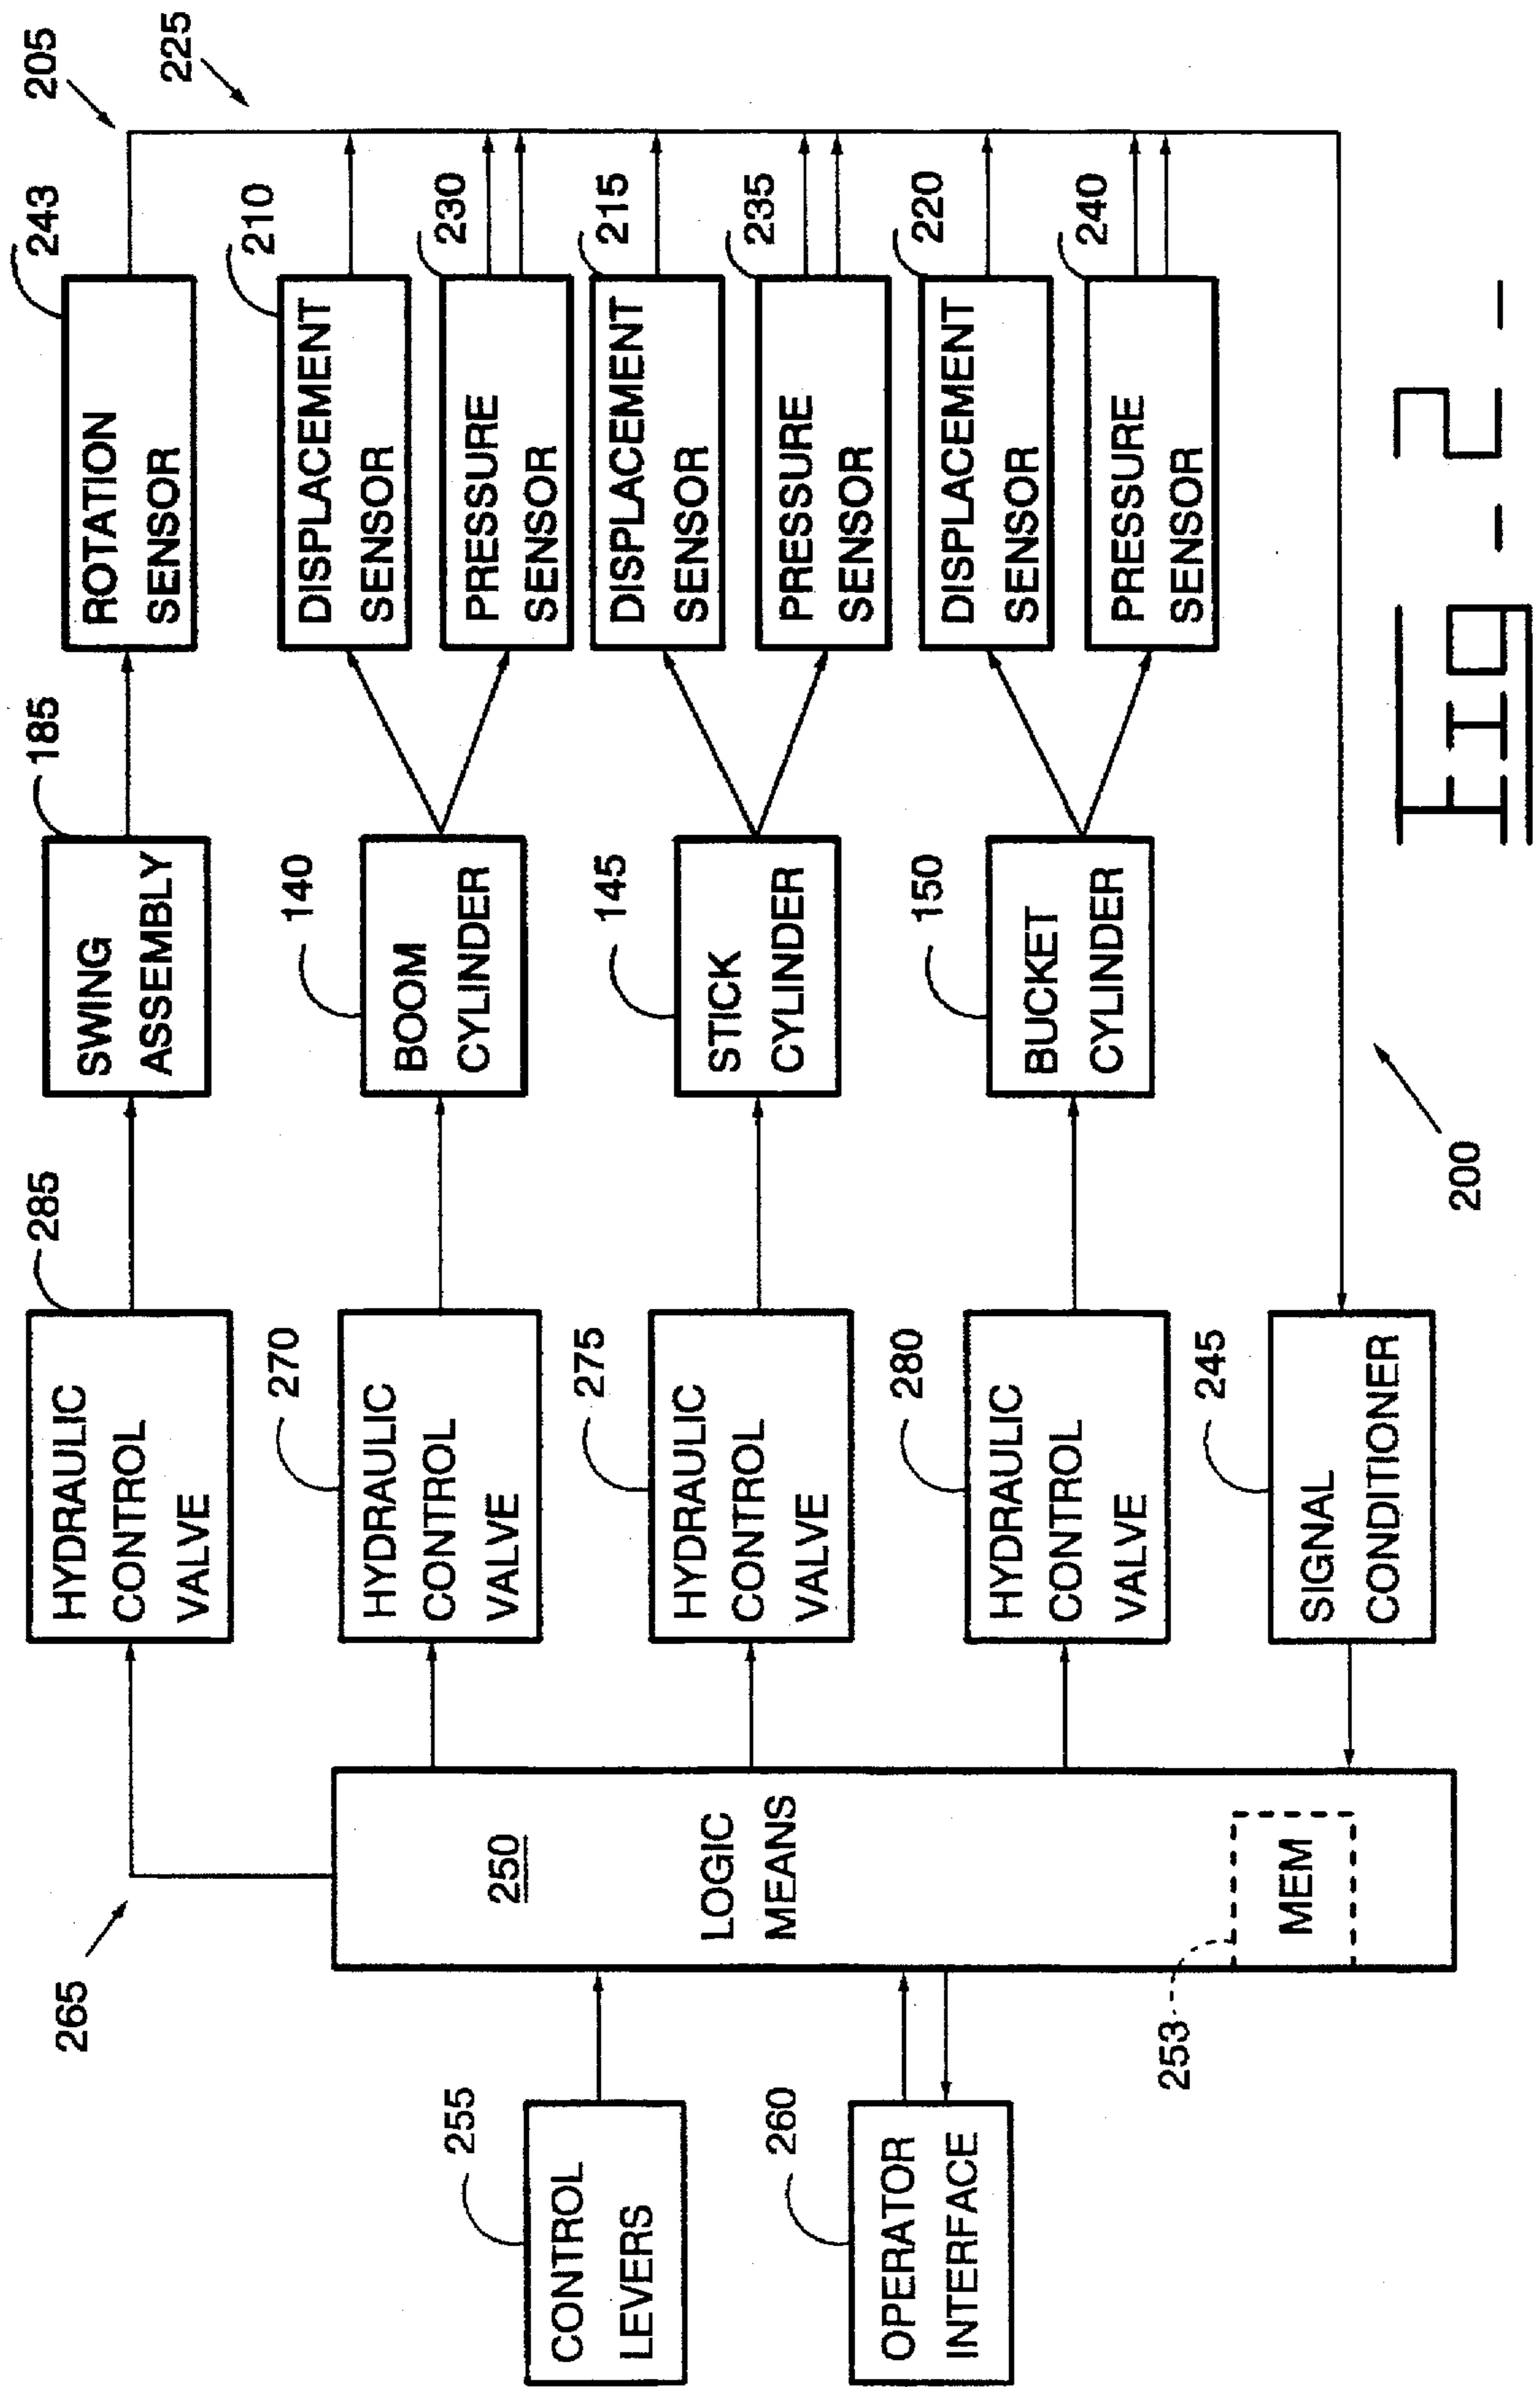 205
225
243
ROTATION
SENSOR
210
DISPLACEMENT
SENSOR
230
PRESSURE
SENSOR
215
DISPLACEMENT
SENSOR
235
PRESSURE
SENSOR
220
DISPLACEMENT
SENSOR
240
PRESSURE
SENSOR
185
SWING
ASSEMBLY
140
BOOM
CYLINDER
145
STICK
CYLINDER
150
BUCKET
CYLINDER
285
HYDRAULIC
CONTROL
VALVE
270
HYDRAULIC
CONTROL
VALVE
275
HYDRAULIC
CONTROL
VALVE
280
HYDRAULIC
CONTROL
VALVE
245
SIGNAL
CONDITIONER
200
265
250
LOGIC
MEANS
MEM
253
255
CONTROL
LEVERS
260
OPERATOR
INTERFACE
Fig - 2 -